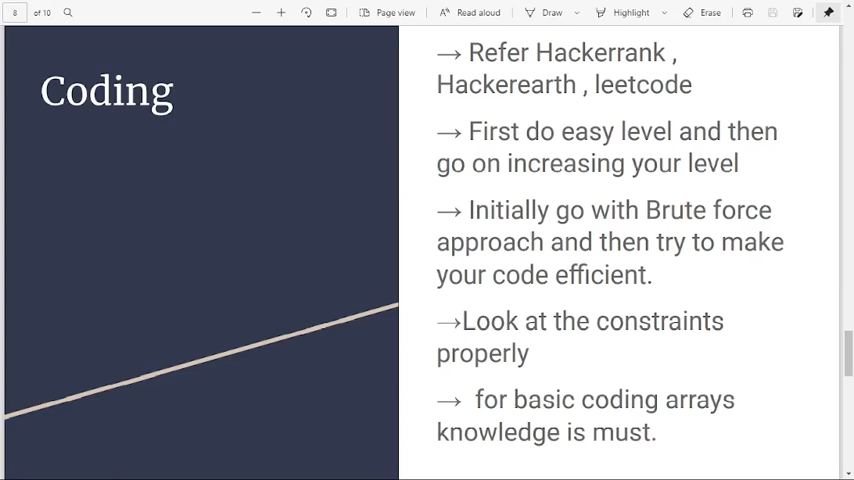 8 of 10 Page view Read aloud Draw Highlight Erase
Coding
→ Refer Hackerrank ,
Hackerearth , leetcode
→ First do easy level and then
go on increasing your level
→ Initially go with Brute force
approach and then try to make
your code efficient.
→Look at the constraints
properly
→ for basic coding arrays
knowledge is must.